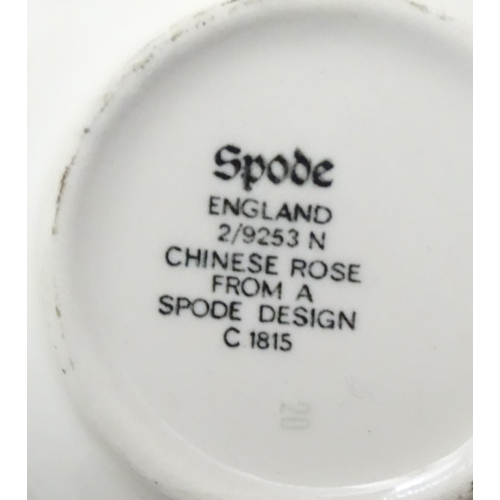 Spode
ENGLAND
2/9253 N
CHINESE ROSE
FROM A
SPODE DESIGN
C 1815
20